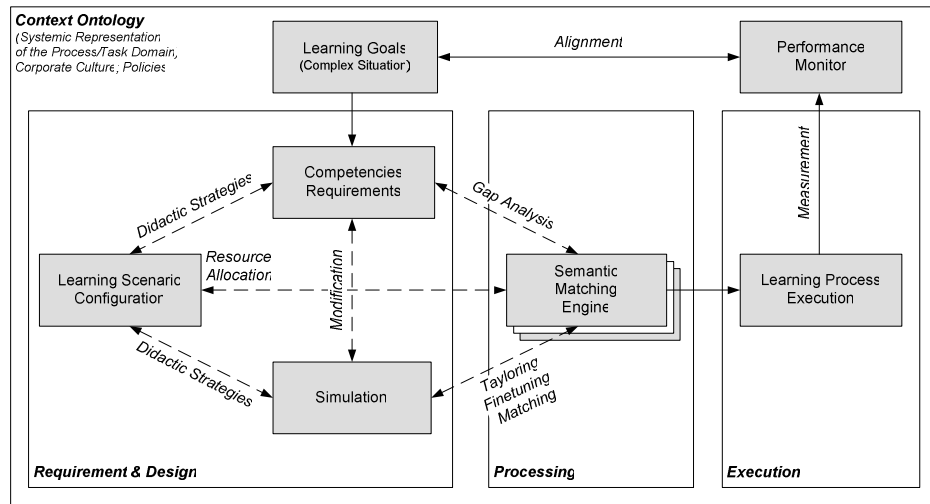 Context Ontology
(Systemic Representation
of the Process/Task Domain,
Corporate Culture; Policies
Learning Goals
(Complex Situation)
Alignment
Performance
Monitor
Competencies
Requirements
Didactic Strategies
Gap Analysis
Measurement
Resource
Allocation
Learning Scenario
Configuration
Modification
Semantic
Matching
Engine
Learning Process
Execution
Didactic Strategies
Simulation
Tayloring
Finetuning
Matching
Requirement & Design
Processing
Execution